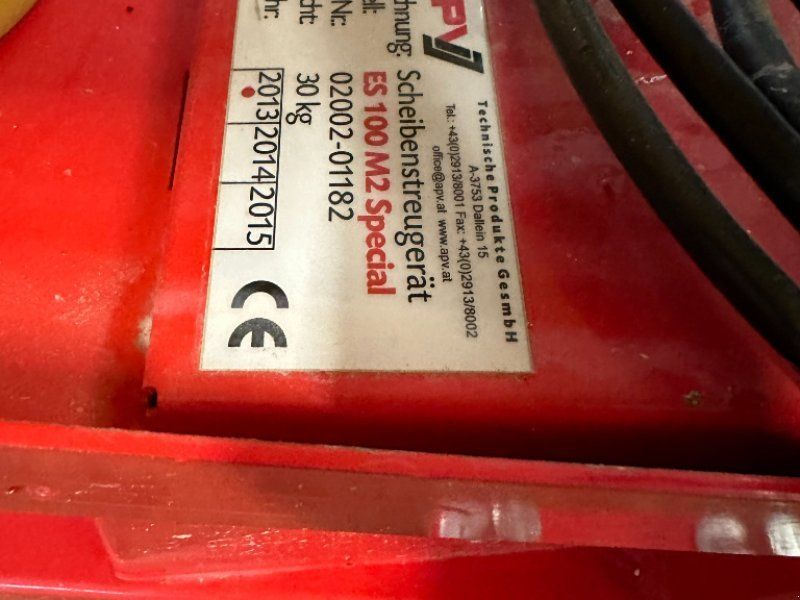 APV
Technische Produkte GesmbH
A-3753 Dallein 15
Tel.: +43(0)2913/8001 Fax: +43(0)2913/8002
office@apv.at www.apv.at
chnung: Scheibenstreugerät
ell: ES 100 M2 Special
Nr.: 02002-01182
cht: 30 kg
hr: 2013 2014 2015
CE